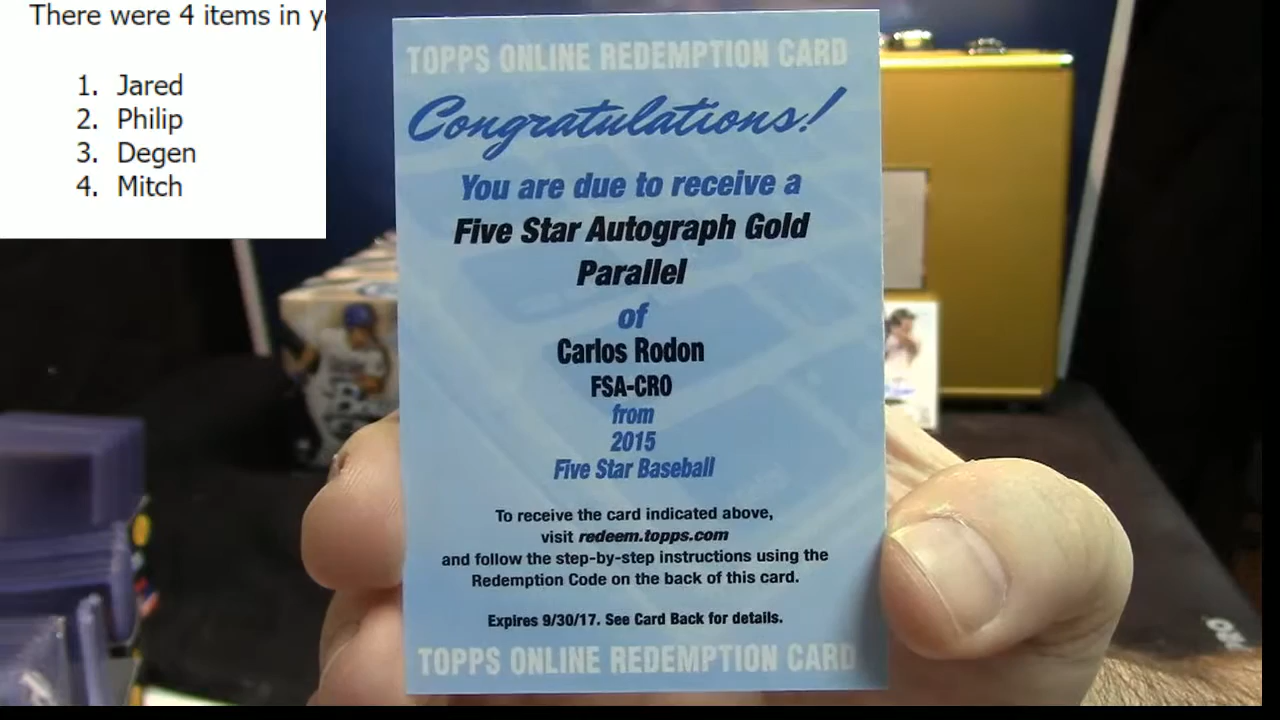 There were 4 items in
1. Jared
2. Philip
3. Degen
4. Mitch
TOPPS ONLINE REDEMPTION CARD
Congratulations!
You are due to receive a
Five Star Autograph Gold
Parallel
of
Carlos Rodon
FSA-CRO
from
2015
Five Star Baseball
To receive the card indicated above,
visit redeem.topps.com
and follow the step-by-step instructions using the
Redemption Code on the back of this card.
Expires 9/30/17. See Card Back for details.
TOPPS ONLINE REDEMPTION CARD